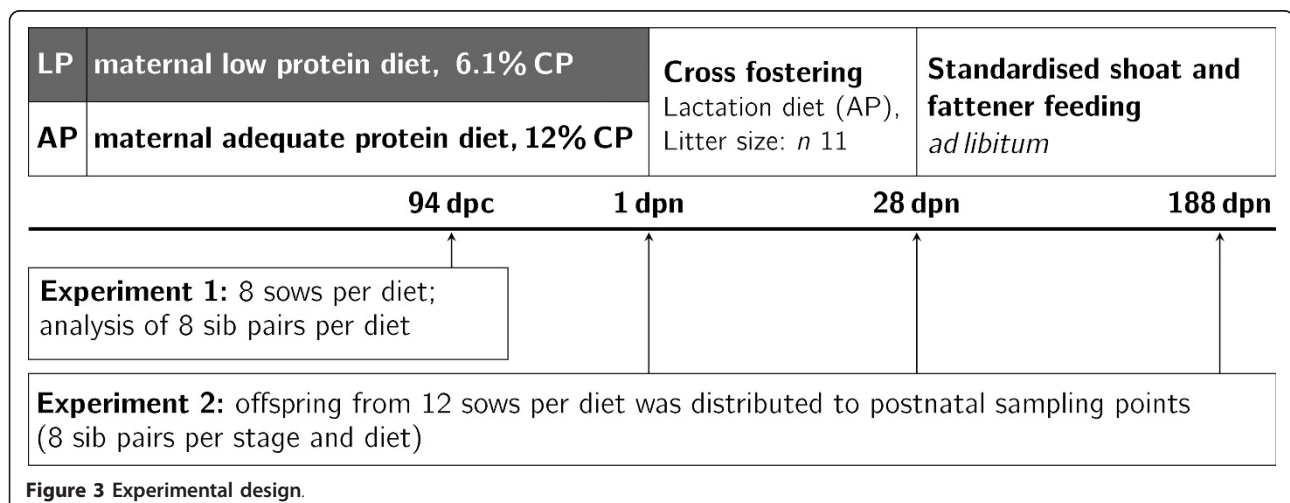 LP maternal low protein diet, 6.1% CP
AP maternal adequate protein diet, 12% CP
Cross fostering
Lactation diet (AP),
Litter size: n 11
Standardised shoat and
fattener feeding
ad libitum
94 dpc 1 dpn 28 dpn 188 dpn
Experiment 1: 8 sows per diet;
analysis of 8 sib pairs per diet
Experiment 2: offspring from 12 sows per diet was distributed to postnatal sampling points
(8 sib pairs per stage and diet)
Figure 3 Experimental design.